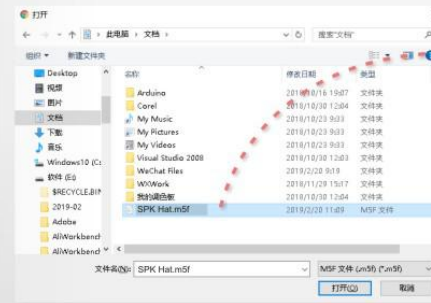 打开
此电脑 › 文档 ›
搜索"文档"
组织 新建文件夹
名称 修改日期 类型
Desktop
视频
图片
文档
下载
音乐
Windows10 (C:
软件 (E:)
$RECYCLE.BIN
2019-02
Adobe
AliWorkbench
AliWorkbench
Arduino 2018/10/16 19:07 文件夹
Corel 2018/10/30 12:04 文件夹
My Music 2018/10/23 9:33 文件夹
My Pictures 2018/10/23 9:33 文件夹
My Videos 2018/10/23 9:33 文件夹
Visual Studio 2008 2018/10/30 12:03 文件夹
WeChat Files 2019/2/20 9:19 文件夹
WXWork 2018/11/29 15:17 文件夹
我的调色板 2018/10/30 12:04 文件夹
SPK Hat.m5f 2019/2/20 11:09 M5F 文件
文件名(N): SPK Hat.m5f M5F 文件 (.m5f) (*.m5f)
打开(O) 取消